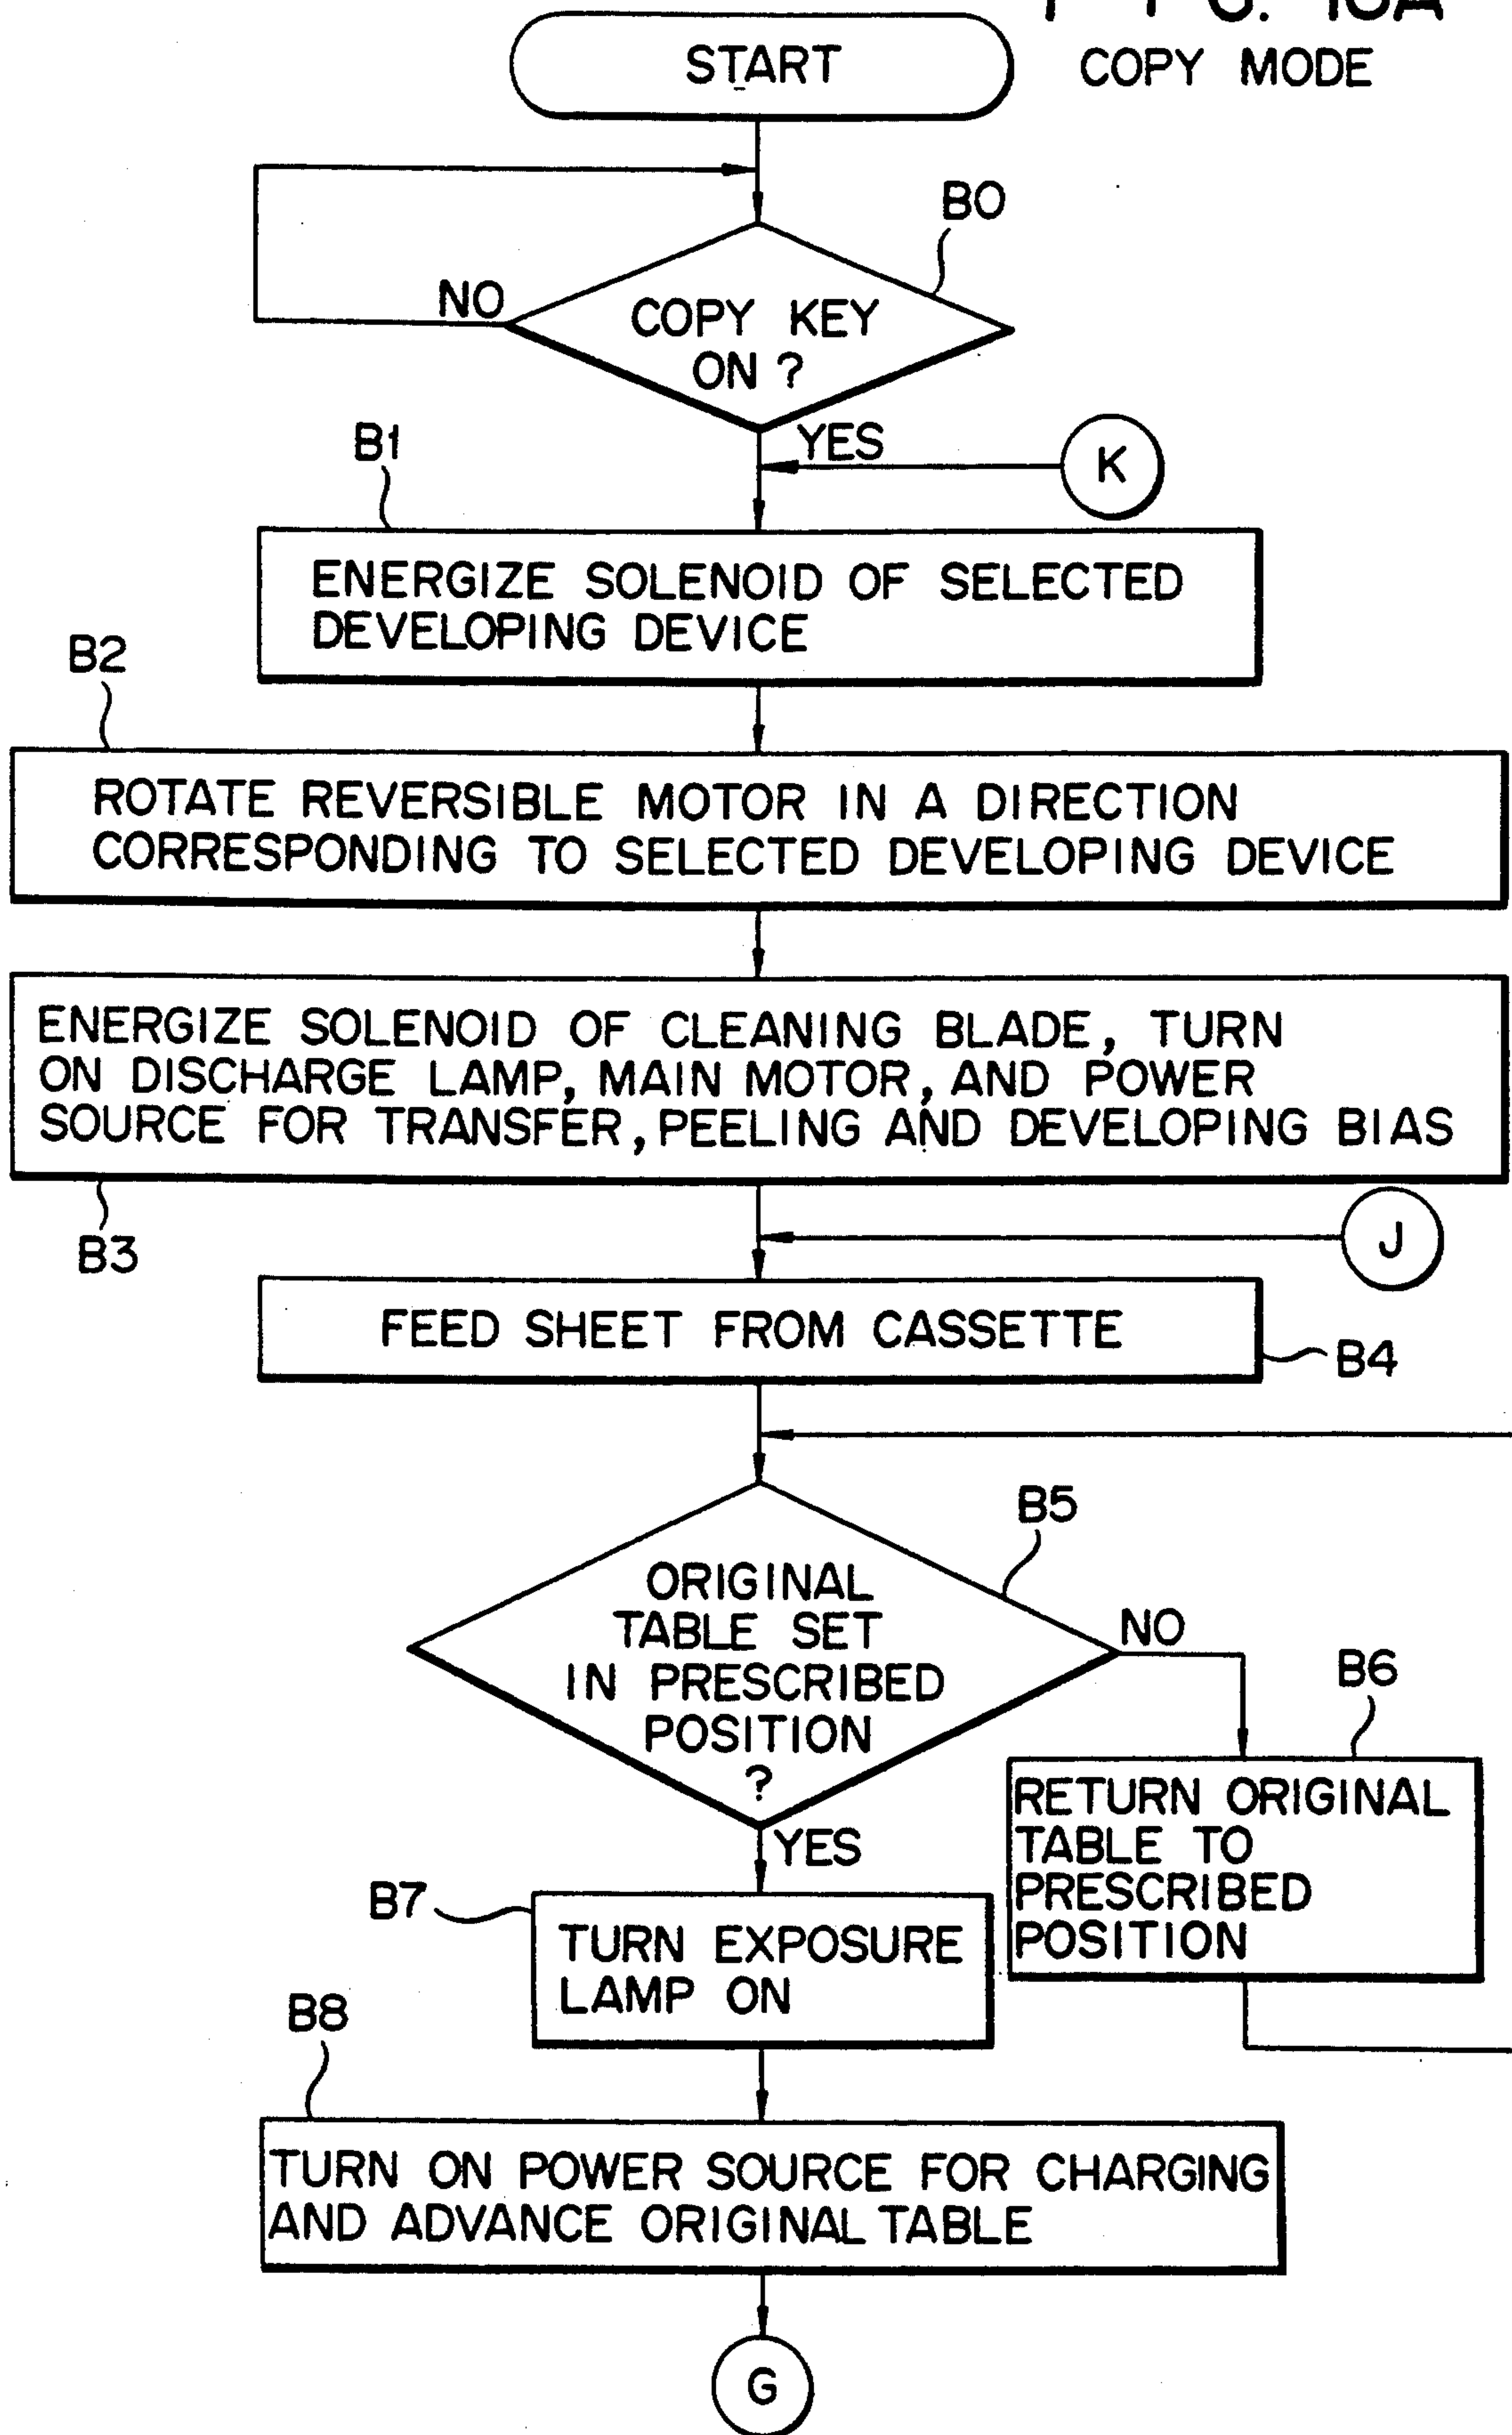 START
COPY MODE
B0
NO
COPY KEY
ON ?
YES
K
B1
ENERGIZE SOLENOID OF SELECTED
DEVELOPING DEVICE
B2
ROTATE REVERSIBLE MOTOR IN A DIRECTION
CORRESPONDING TO SELECTED DEVELOPING DEVICE
ENERGIZE SOLENOID OF CLEANING BLADE, TURN
ON DISCHARGE LAMP, MAIN MOTOR, AND POWER
SOURCE FOR TRANSFER, PEELING AND DEVELOPING BIAS
B3
J
FEED SHEET FROM CASSETTE
B4
B5
ORIGINAL
TABLE SET
IN PRESCRIBED
POSITION
?
NO
YES
B6
RETURN ORIGINAL
TABLE TO
PRESCRIBED
POSITION
B7
TURN EXPOSURE
LAMP ON
B8
TURN ON POWER SOURCE FOR CHARGING
AND ADVANCE ORIGINAL TABLE
G